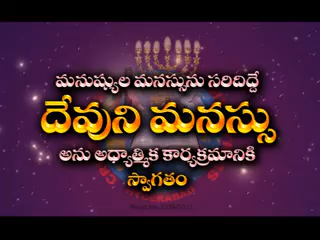 మనుష్యుల మనస్సును సరిదిద్దే
దేవుని మనస్సు
అను అధ్యాత్మిక కార్యక్రమానికి
స్వాగతం